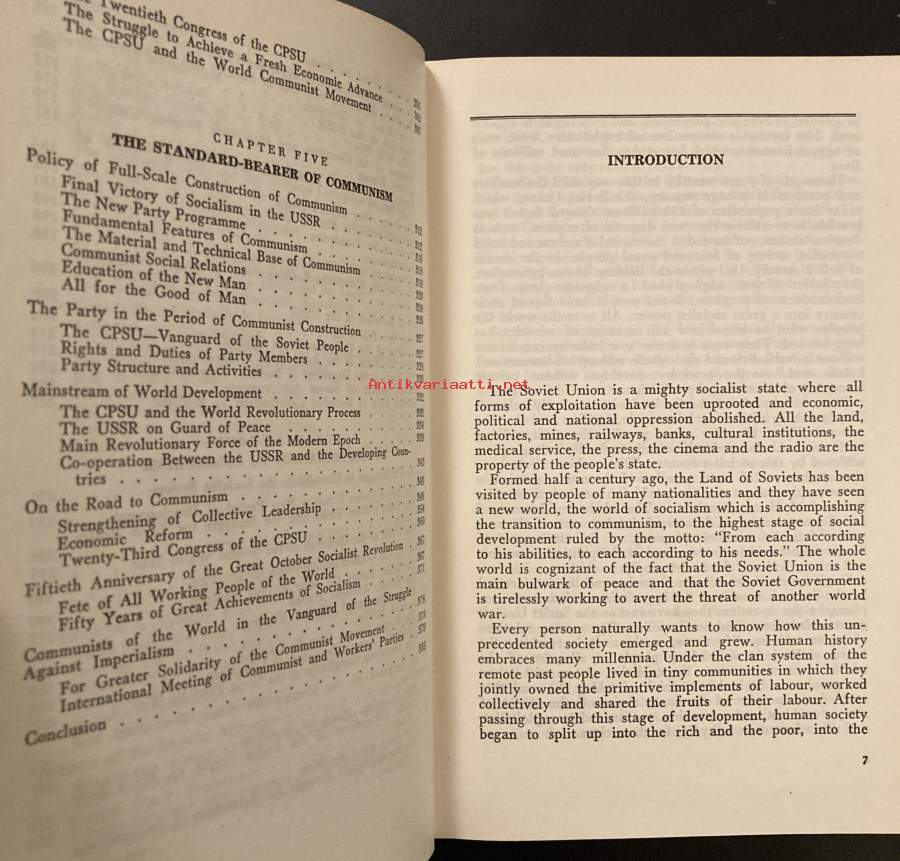 Twentieth Congress of the CPSU . . . . . . .
The Struggle to Achieve a Fresh Economic Advance . . .
The CPSU and the World Communist Movement . . . .
CHAPTER FIVE
THE STANDARD-BEARER OF COMMUNISM
Policy of Full-Scale Construction of Communism . . . . . 312
Final Victory of Socialism in the USSR . . . . . . 312
The New Party Programme . . . . . . . . .
Fundamental Features of Communism . . . . . .
The Material and Technical Base of Communism . . . .
Communist Social Relations . . . . . . . . .
Education of the New Man . . . . . . . . .
All for the Good of Man . . . . . . . . .
The Party in the Period of Communist Construction . . . . 327
The CPSU—Vanguard of the Soviet People . . . . . 327
Rights and Duties of Party Members . . . . . .
Party Structure and Activities . . . . . . . .
Mainstream of World Development . . . . . . . . 332
The CPSU and the World Revolutionary Process . . . . 332
The USSR on Guard of Peace . . . . . . . . 334
Main Revolutionary Force of the Modern Epoch . . . . 339
Co-operation Between the USSR and the Developing Coun-
tries . . . . . . . . . . . . . . 343
On the Road to Communism . . . . . . . . . 349
Strengthening of Collective Leadership . . . . . . 349
Economic Reform . . . . . . . . . . . 354
Twenty-Third Congress of the CPSU . . . . . . 360
Fiftieth Anniversary of the Great October Socialist Revolution . 367
Fete of All Working People of the World . . . . . 367
Fifty Years of Great Achievements of Socialism . . . . 371
Communists of the World in the Vanguard of the Struggle
Against Imperialism . . . . . . . . . . . 378
For Greater Solidarity of the Communist Movement . . . 378
International Meeting of Communist and Workers' Parties . 379
Conclusion . . . . . . . . . . . . . . 385
Antikvariaatti.net
INTRODUCTION
The Soviet Union is a mighty socialist state where all
forms of exploitation have been uprooted and economic,
political and national oppression abolished. All the land,
factories, mines, railways, banks, cultural institutions, the
medical service, the press, the cinema and the radio are the
property of the people's state.
Formed half a century ago, the Land of Soviets has been
visited by people of many nationalities and they have seen
a new world, the world of socialism which is accomplishing
the transition to communism, to the highest stage of social
development ruled by the motto: “From each according
to his abilities, to each according to his needs.” The whole
world is cognizant of the fact that the Soviet Union is the
main bulwark of peace and that the Soviet Government
is tirelessly working to avert the threat of another world
war.
Every person naturally wants to know how this un-
precedented society emerged and grew. Human history
embraces many millennia. Under the clan system of the
remote past people lived in tiny communities in which they
jointly owned the primitive implements of labour, worked
collectively and shared the fruits of their labour. After
passing through this stage of development, human society
began to split up into the rich and the poor, into the
7